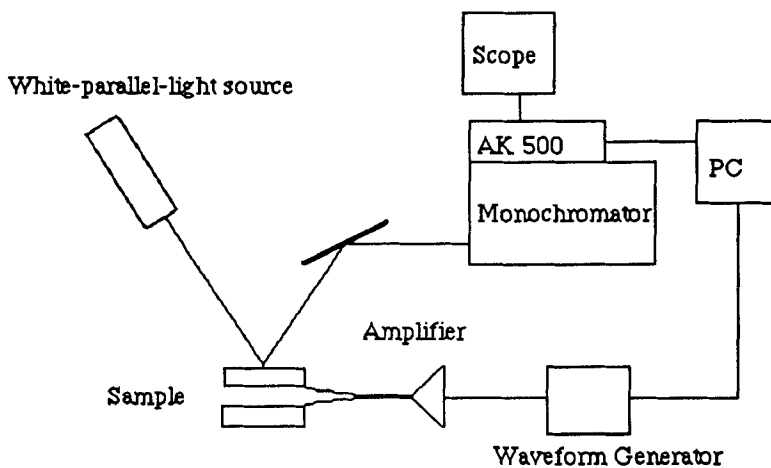 Scope
White-parallel-light source
AK 500
PC
Monochromator
Amplifier
Sample
Waveform Generator